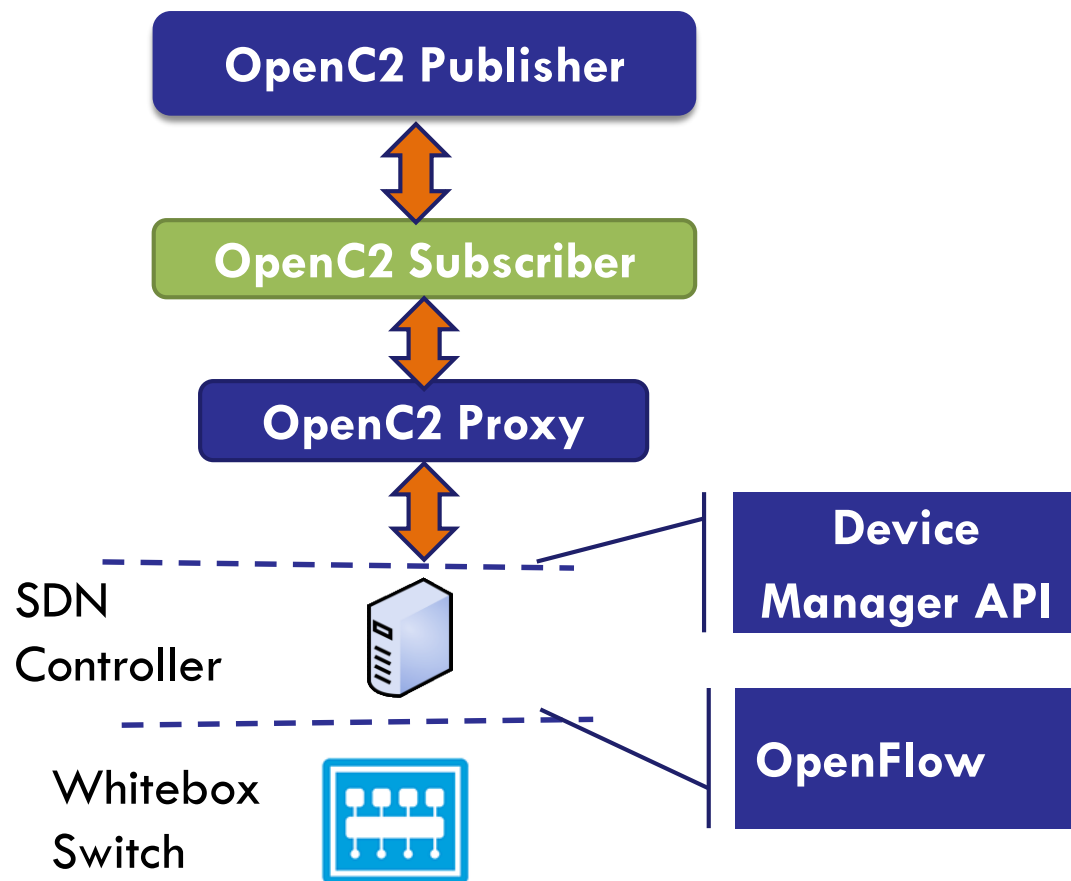 OpenC2 Publisher
OpenC2 Subscriber
OpenC2 Proxy
Device
Manager API
SDN
Controller
OpenFlow
Whitebox
Switch